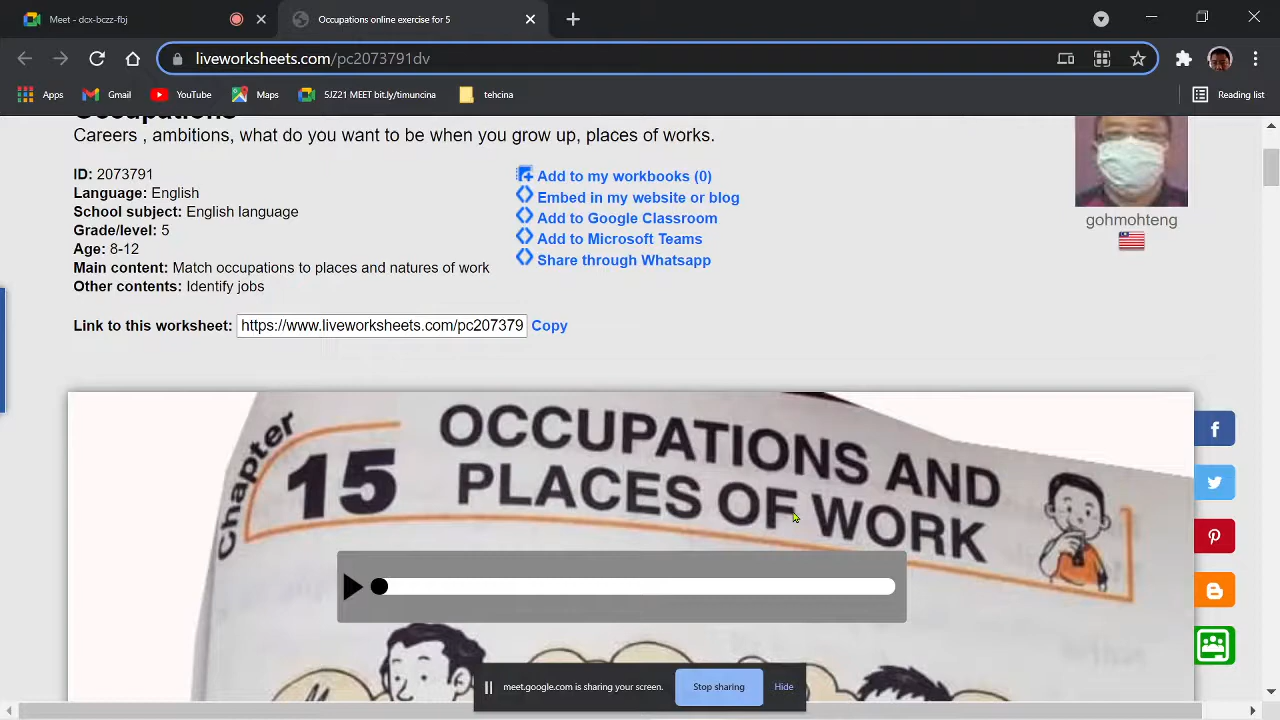 Meet - dcx-bczz-fbj
Occupations online exercise for 5
liveworksheets.com/pc2073791dv
Apps
Gmail
YouTube
Maps
5JZ21 MEET bit.ly/timuncina
tehcina
Reading list
Occupations
Careers , ambitions, what do you want to be when you grow up, places of works.
ID: 2073791
Language: English
School subject: English language
Grade/level: 5
Age: 8-12
Main content: Match occupations to places and natures of work
Other contents: Identify jobs
Add to my workbooks (0)
Embed in my website or blog
Add to Google Classroom
Add to Microsoft Teams
Share through Whatsapp
gohmohteng
Link to this worksheet: https://www.liveworksheets.com/pc207379 Copy
Chapter
15
OCCUPATIONS AND
PLACES OF WORK
meet.google.com is sharing your screen.
Stop sharing
Hide